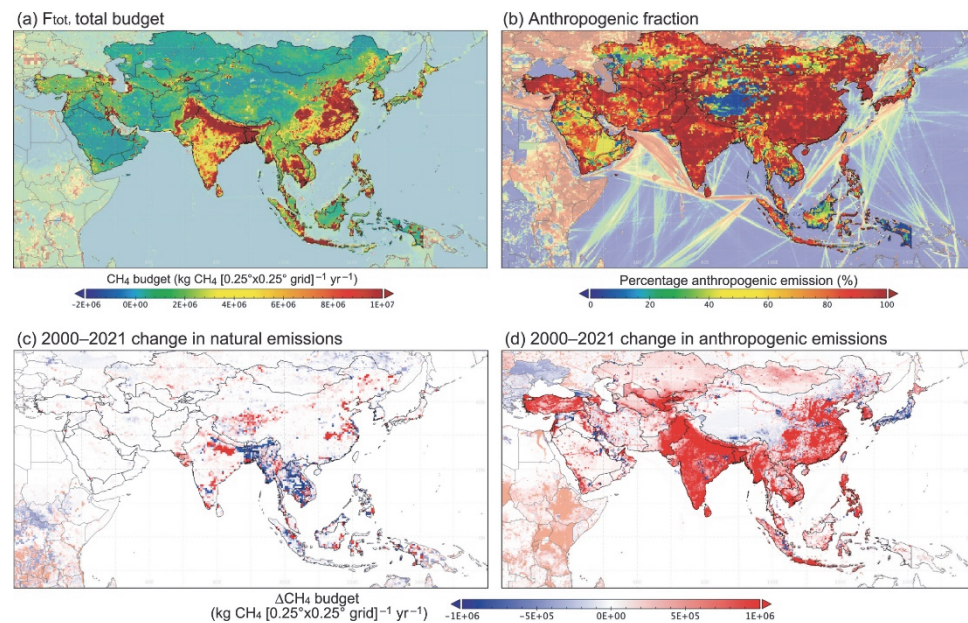 (a) Ftot, total budget
(b) Anthropogenic fraction
CH4 budget (kg CH4 [0.25°x0.25° grid]−1 yr−1)
-2E+06 0E+00 2E+06 4E+06 6E+06 8E+06 1E+07
Percentage anthropogenic emission (%)
0 20 40 60 80 100
(c) 2000–2021 change in natural emissions
(d) 2000–2021 change in anthropogenic emissions
ΔCH4 budget
(kg CH4 [0.25°x0.25° grid]−1 yr−1)
-1E+06 -5E+05 0E+00 5E+05 1E+06